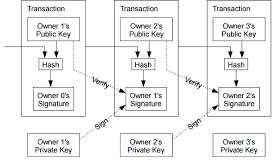 Transaction
Transaction
Transaction
Owner 1's
Public Key
Owner 2's
Public Key
Owner 3's
Public Key
Hash
Hash
Hash
Verify
Verify
Owner 0's
Signature
Owner 1's
Signature
Owner 2's
Signature
Sign
Sign
Owner 1's
Private Key
Owner 2's
Private Key
Owner 3's
Private Key